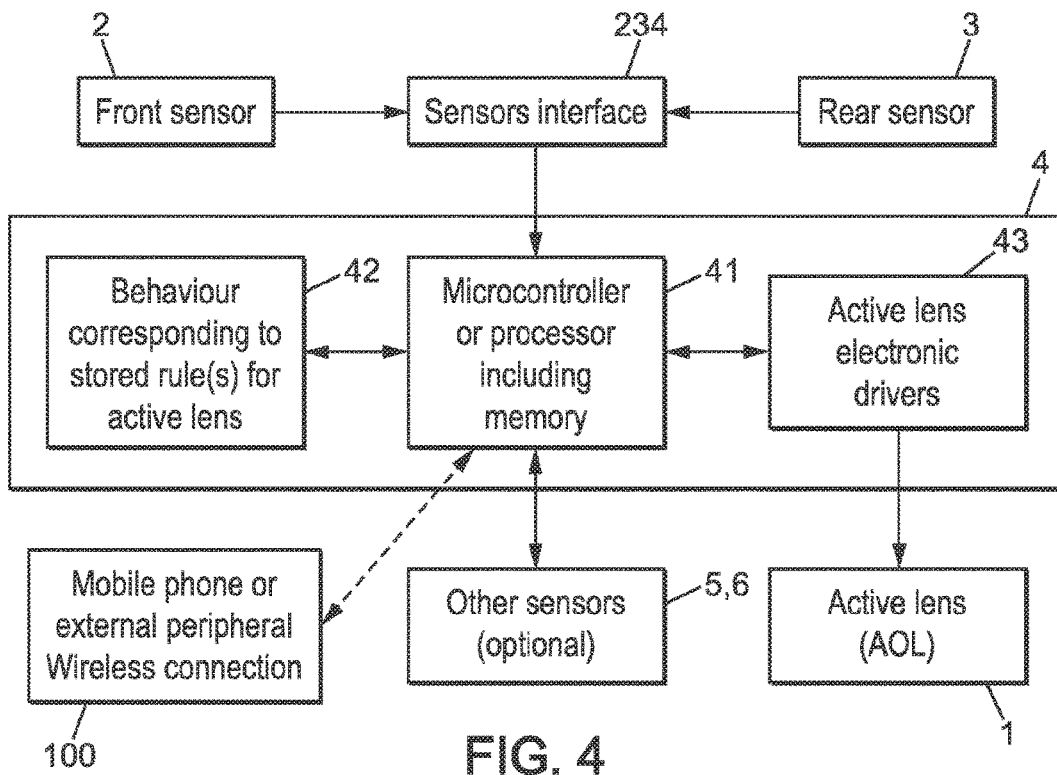 2
234
3
Front sensor
Sensors interface
Rear sensor
4
42
41
43
Behaviour
corresponding to
stored rule(s) for
active lens
Microcontroller
or processor
including
memory
Active lens
electronic
drivers
Mobile phone or
external peripheral
Wireless connection
Other sensors
(optional)
5,6
Active lens
(AOL)
100
1
FIG. 4